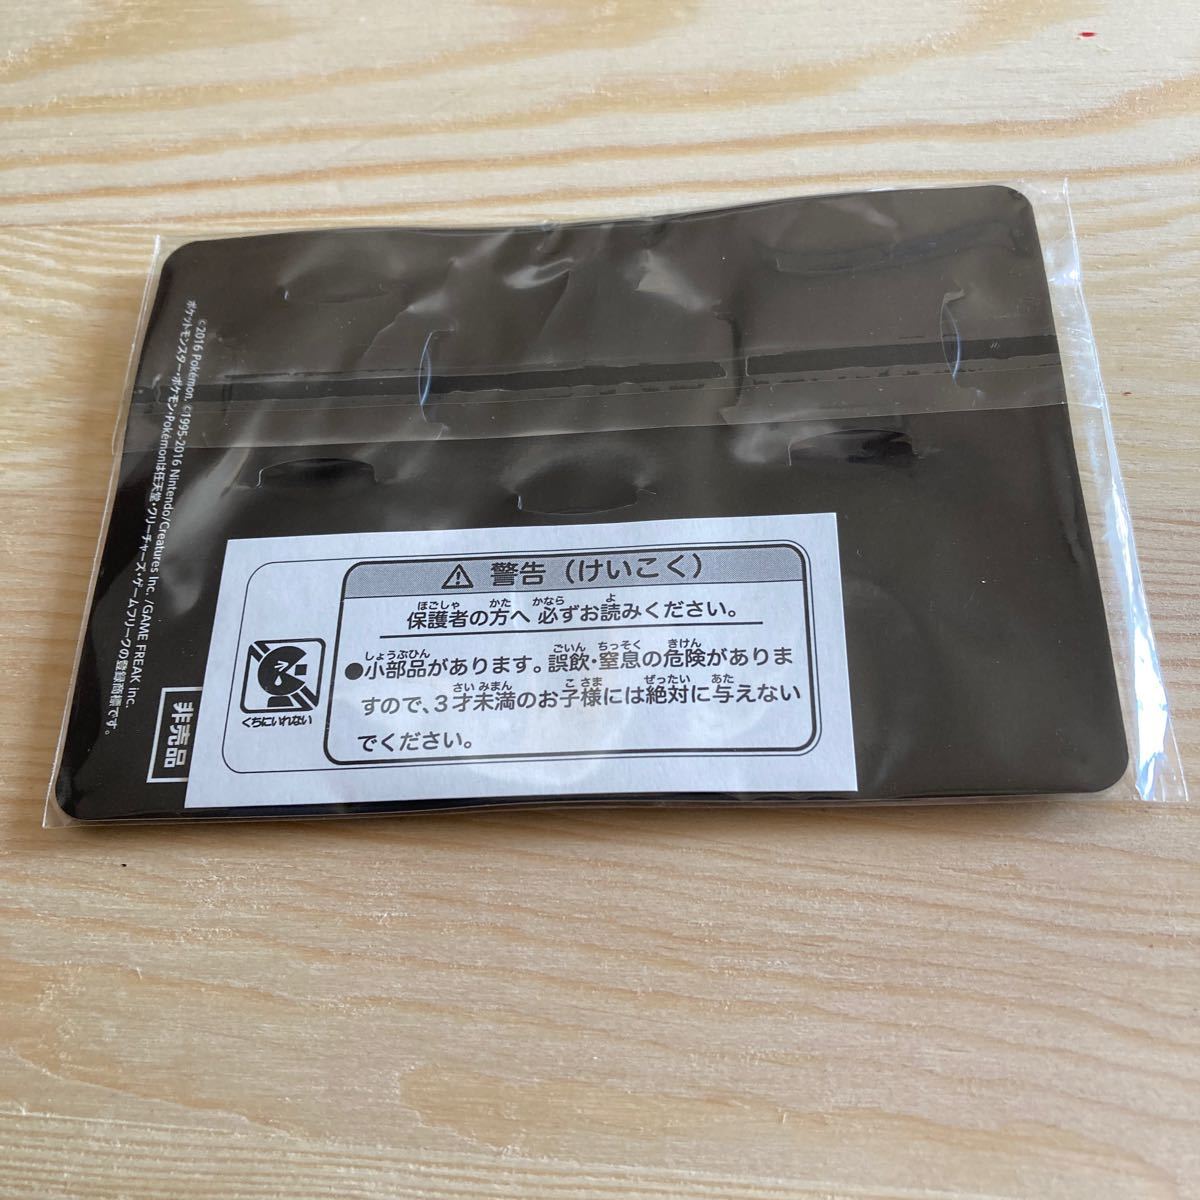 ©2016 Pokémon. ©1995-2016 Nintendo/Creatures Inc. /GAME FREAK inc.
ポケットモンスター・ポケモン・Pokémonは任天堂・クリーチャーズ・ゲームフリークの登録商標です。
非売品
⚠ 警告（けいこく）
保護者の方へ 必ずお読みください。
ほごしゃ かた かなら よ
しょうぶひん ごいん ちっそく きけん
●小部品があります。誤飲・窒息の危険がありま
さい みまん こ さま ぜったい あた
すので、３才未満のお子様には絶対に与えない
でください。
くちにいれない